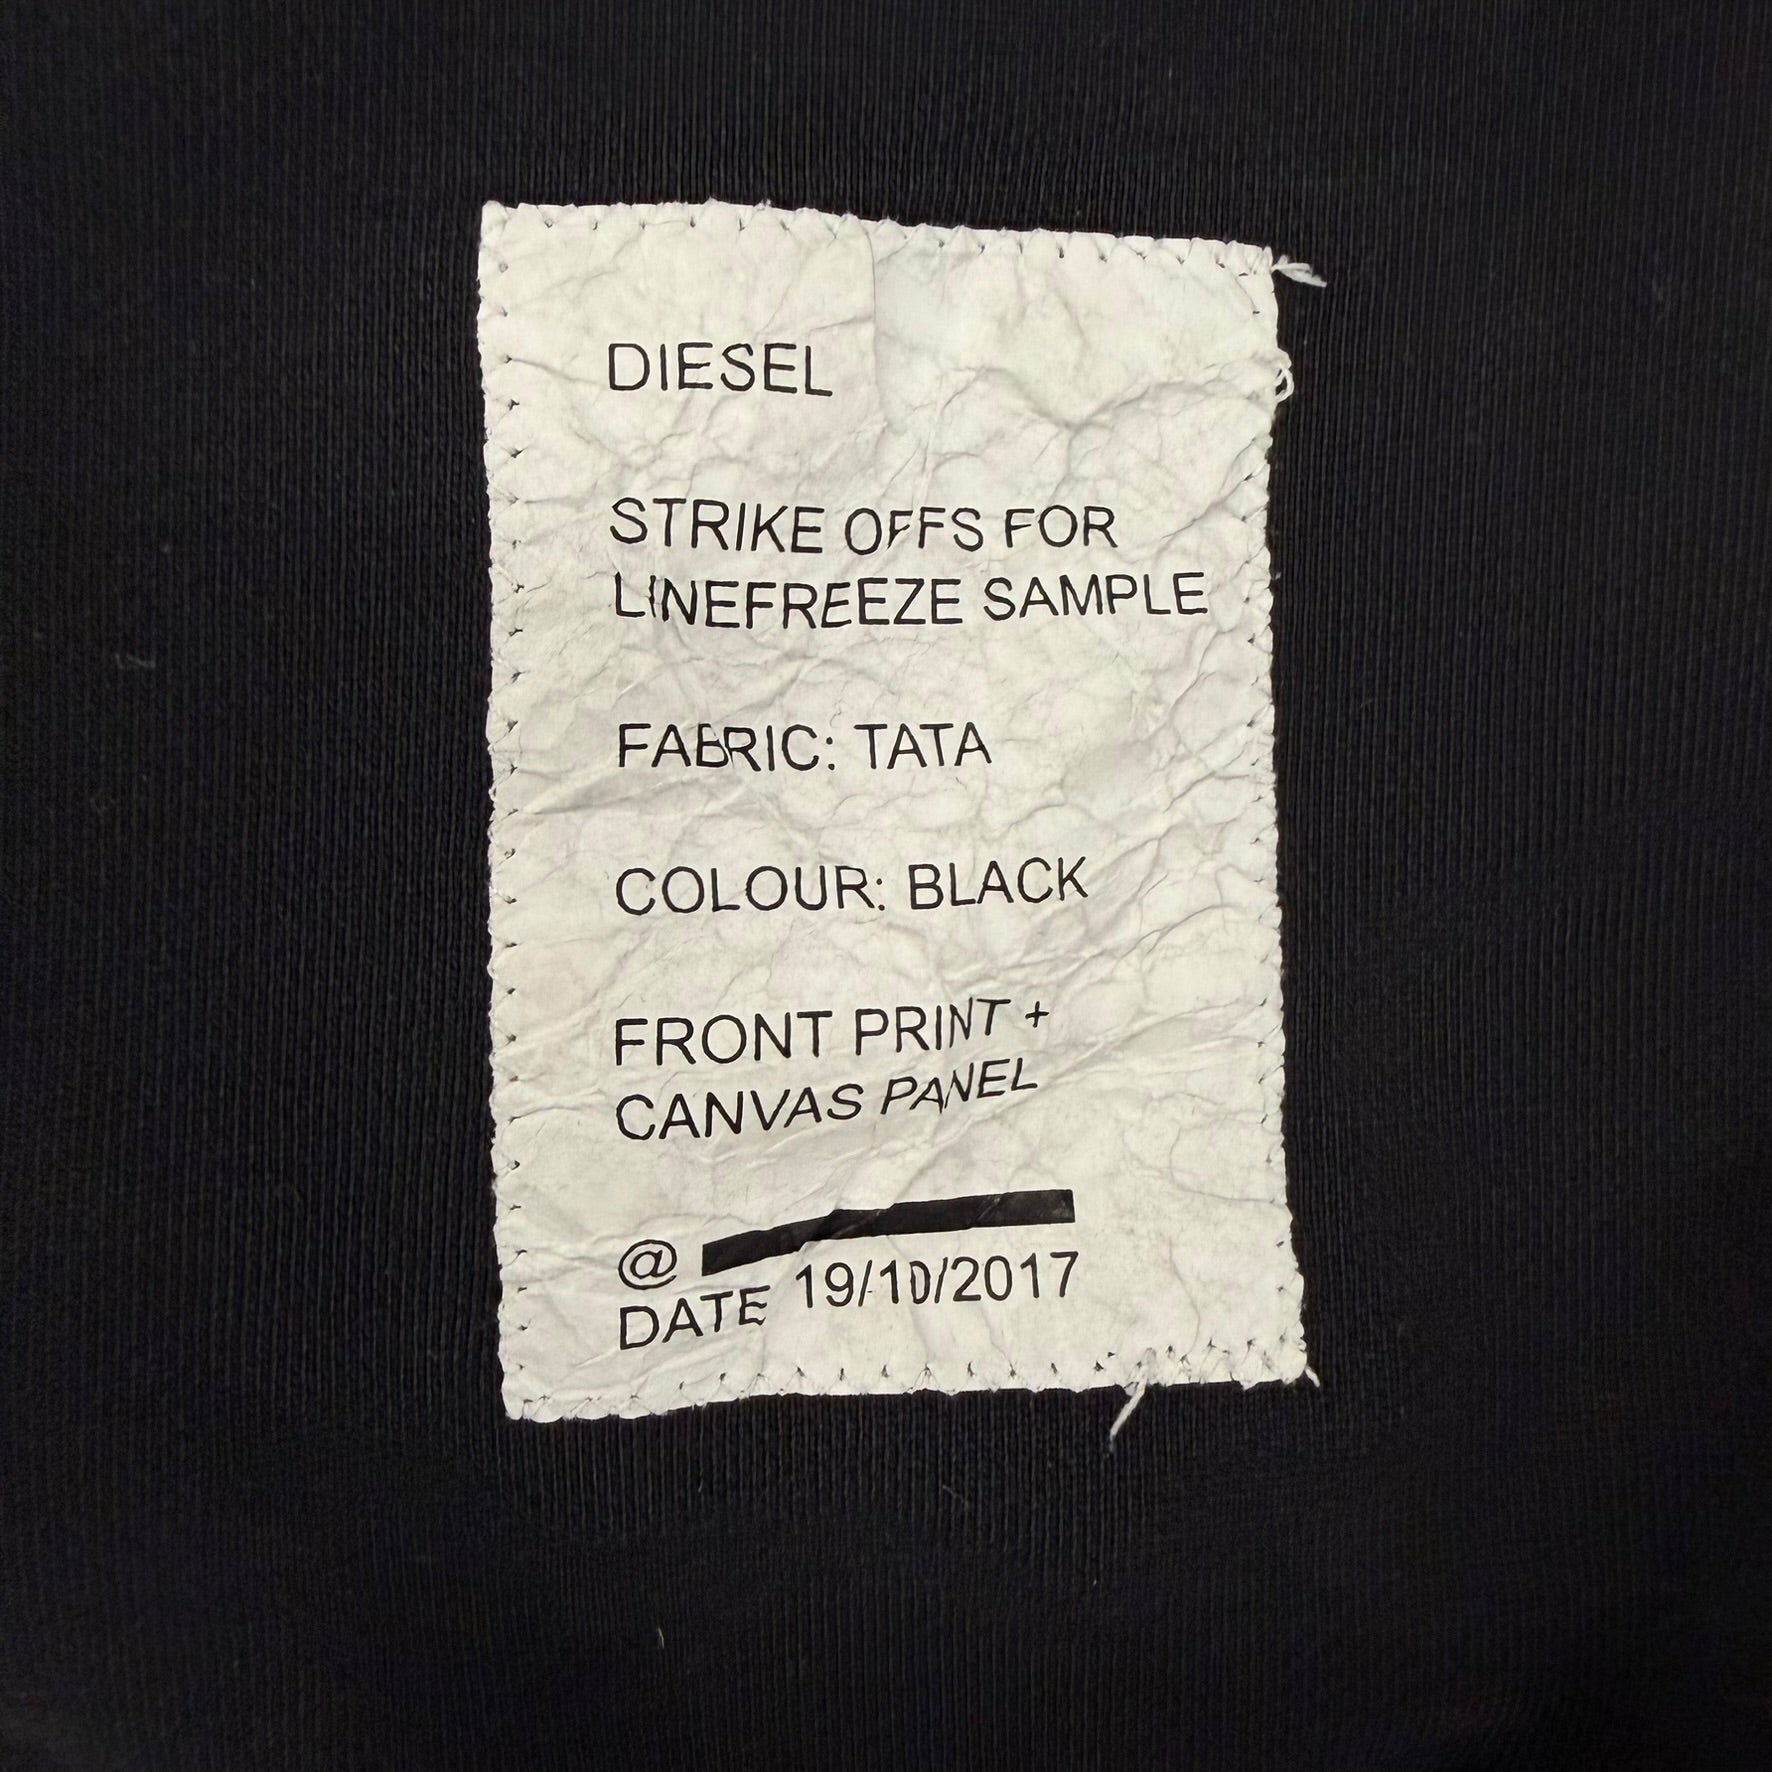 DIESEL
STRIKE OFFS FOR
LINEFREEZE SAMPLE
FABRIC: TATA
COLOUR: BLACK
FRONT PRINT +
CANVAS PANEL
@
DATE 19/10/2017